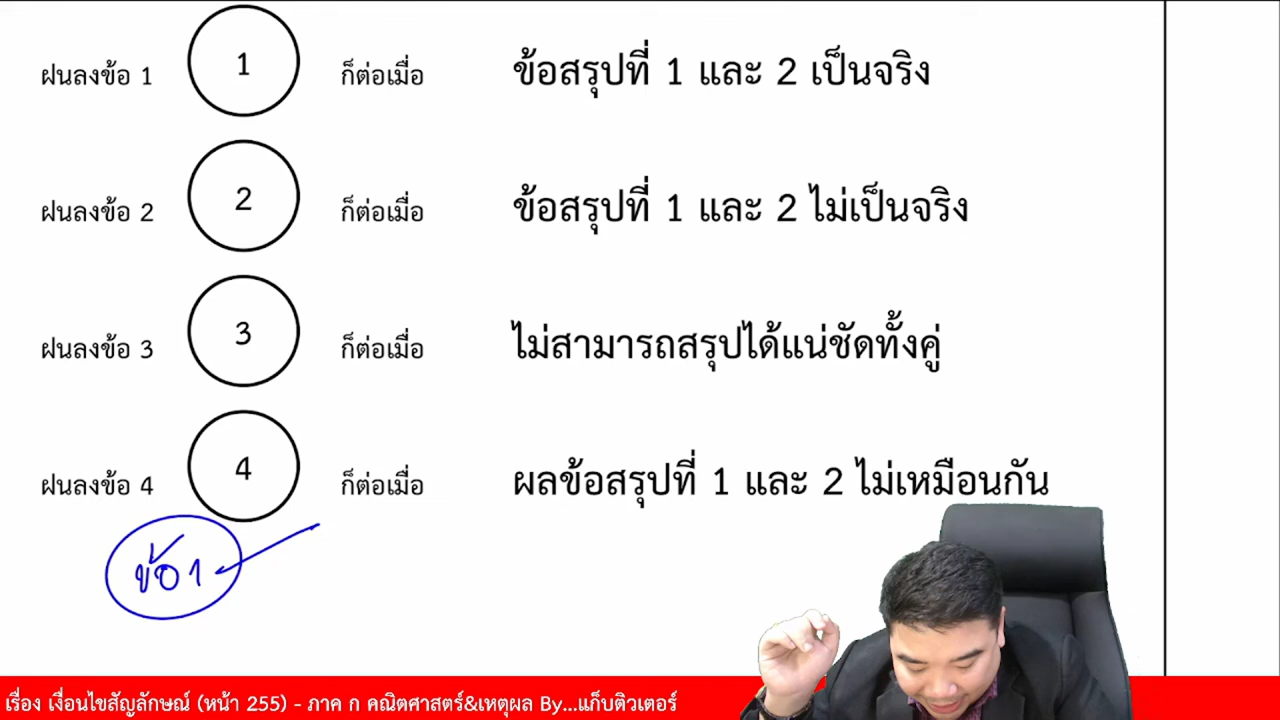 ฝนลงข้อ 1 1 ก็ต่อเมื่อ ข้อสรุปที่ 1 และ 2 เป็นจริง
ฝนลงข้อ 2 2 ก็ต่อเมื่อ ข้อสรุปที่ 1 และ 2 ไม่เป็นจริง
ฝนลงข้อ 3 3 ก็ต่อเมื่อ ไม่สามารถสรุปได้แน่ชัดทั้งคู่
ฝนลงข้อ 4 4 ก็ต่อเมื่อ ผลข้อสรุปที่ 1 และ 2 ไม่เหมือนกัน
ข้อ 1
เรื่อง เงื่อนไขสัญลักษณ์ (หน้า 255) - ภาค ก คณิตศาสตร์&เหตุผล By...แก็บติวเตอร์